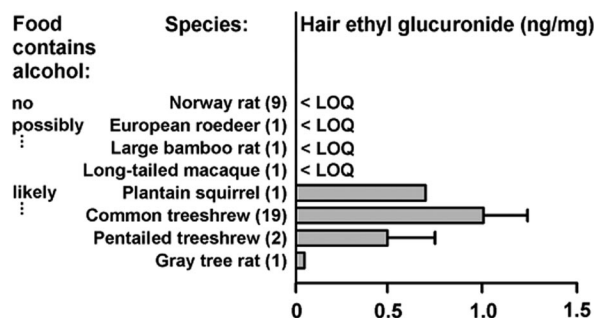 Food contains alcohol:
Species:
Hair ethyl glucuronide (ng/mg)
no
Norway rat (9)
< LOQ
possibly
European roedeer (1)
< LOQ
Large bamboo rat (1)
< LOQ
Long-tailed macaque (1)
< LOQ
likely
Plantain squirrel (1)
Common treeshrew (19)
Pentailed treeshrew (2)
Gray tree rat (1)
0
0.5
1.0
1.5